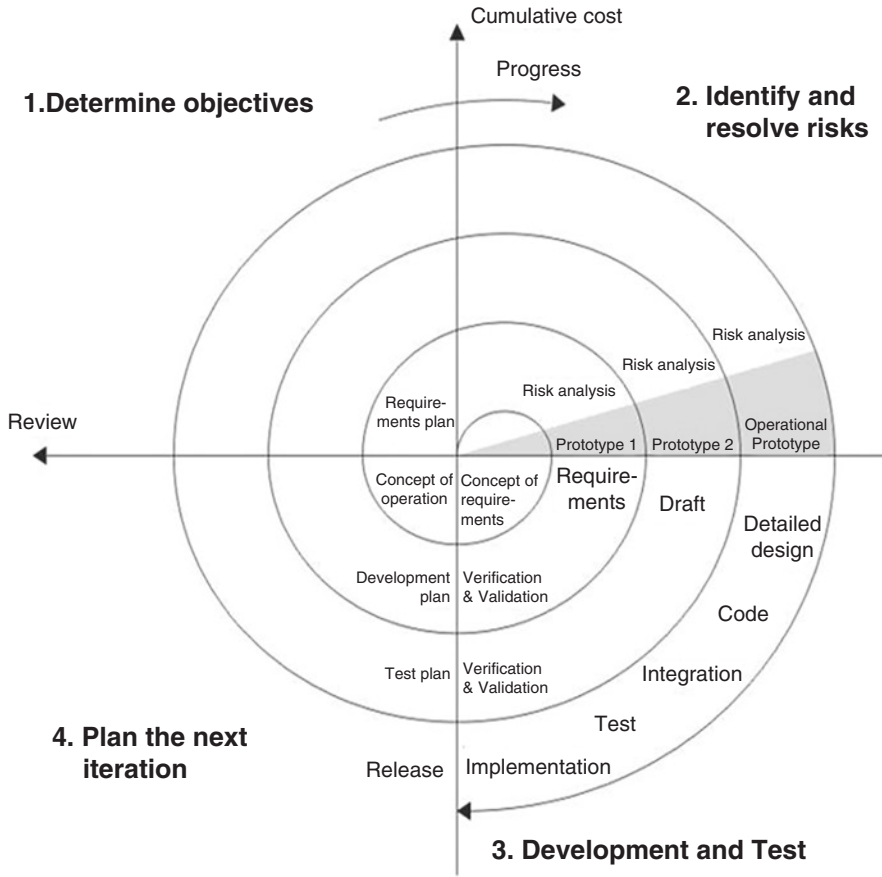 Cumulative cost
Progress
1.Determine objectives
2. Identify and
resolve risks
Risk analysis
Risk analysis
Risk analysis
Require-
ments plan
Review
Prototype 1
Prototype 2
Operational
Prototype
Concept of
operation
Concept of
require-
ments
Require-
ments
Draft
Detailed
design
Development
plan
Verification
& Validation
Code
Test plan
Verification
& Validation
Integration
Test
4. Plan the next
iteration
Release
Implementation
3. Development and Test